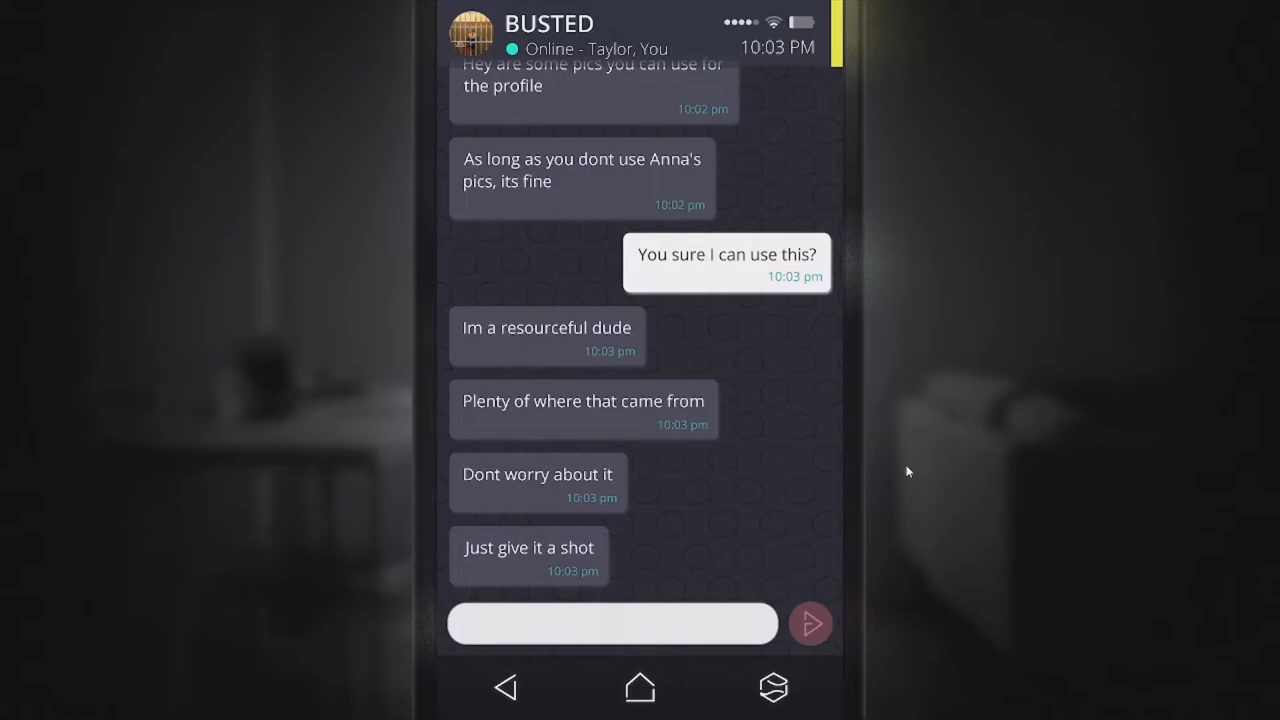 BUSTED
Online - Taylor, You
10:03 PM
Hey are some pics you can use for
the profile
10:02 pm
As long as you dont use Anna's
pics, its fine
10:02 pm
You sure I can use this?
10:03 pm
Im a resourceful dude
10:03 pm
Plenty of where that came from
10:03 pm
Dont worry about it
10:03 pm
Just give it a shot
10:03 pm